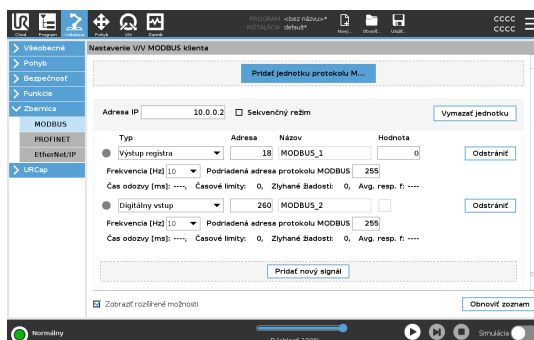 PROGRAM <bez názvu>*
INŠTALÁCIA default*
Chod Program Inštalácia Pohyb V/V Denník
Nový... Otvoriť... Uložiť...
CCCC
CCCC
Všeobecné
Pohyb
Bezpečnosť
Funkcie
Zbernica
MODBUS
PROFINET
EtherNet/IP
URCap
Nastavenie V/V MODBUS klienta
Pridať jednotku protokolu M...
Adresa IP 10.0.0.2 Sekvenčný režim Vymazať jednotku
Typ Adresa Názov Hodnota
Výstup registra 18 MODBUS_1 0 Odstrániť
Frekvencia [Hz] 10 Podriadená adresa protokolu MODBUS 255
Čas odozvy [ms]: ----, Časové limity: 0, Zlyhané žiadosti: 0, Avg. resp. f: ----
Digitálny vstup 260 MODBUS_2 Odstrániť
Frekvencia [Hz] 10 Podriadená adresa protokolu MODBUS 255
Čas odozvy [ms]: ----, Časové limity: 0, Zlyhané žiadosti: 0, Avg. resp. f: ----
Pridať nový signál
Zobraziť rozšírené možnosti Obnoviť zoznam
Normálny
Simulácia